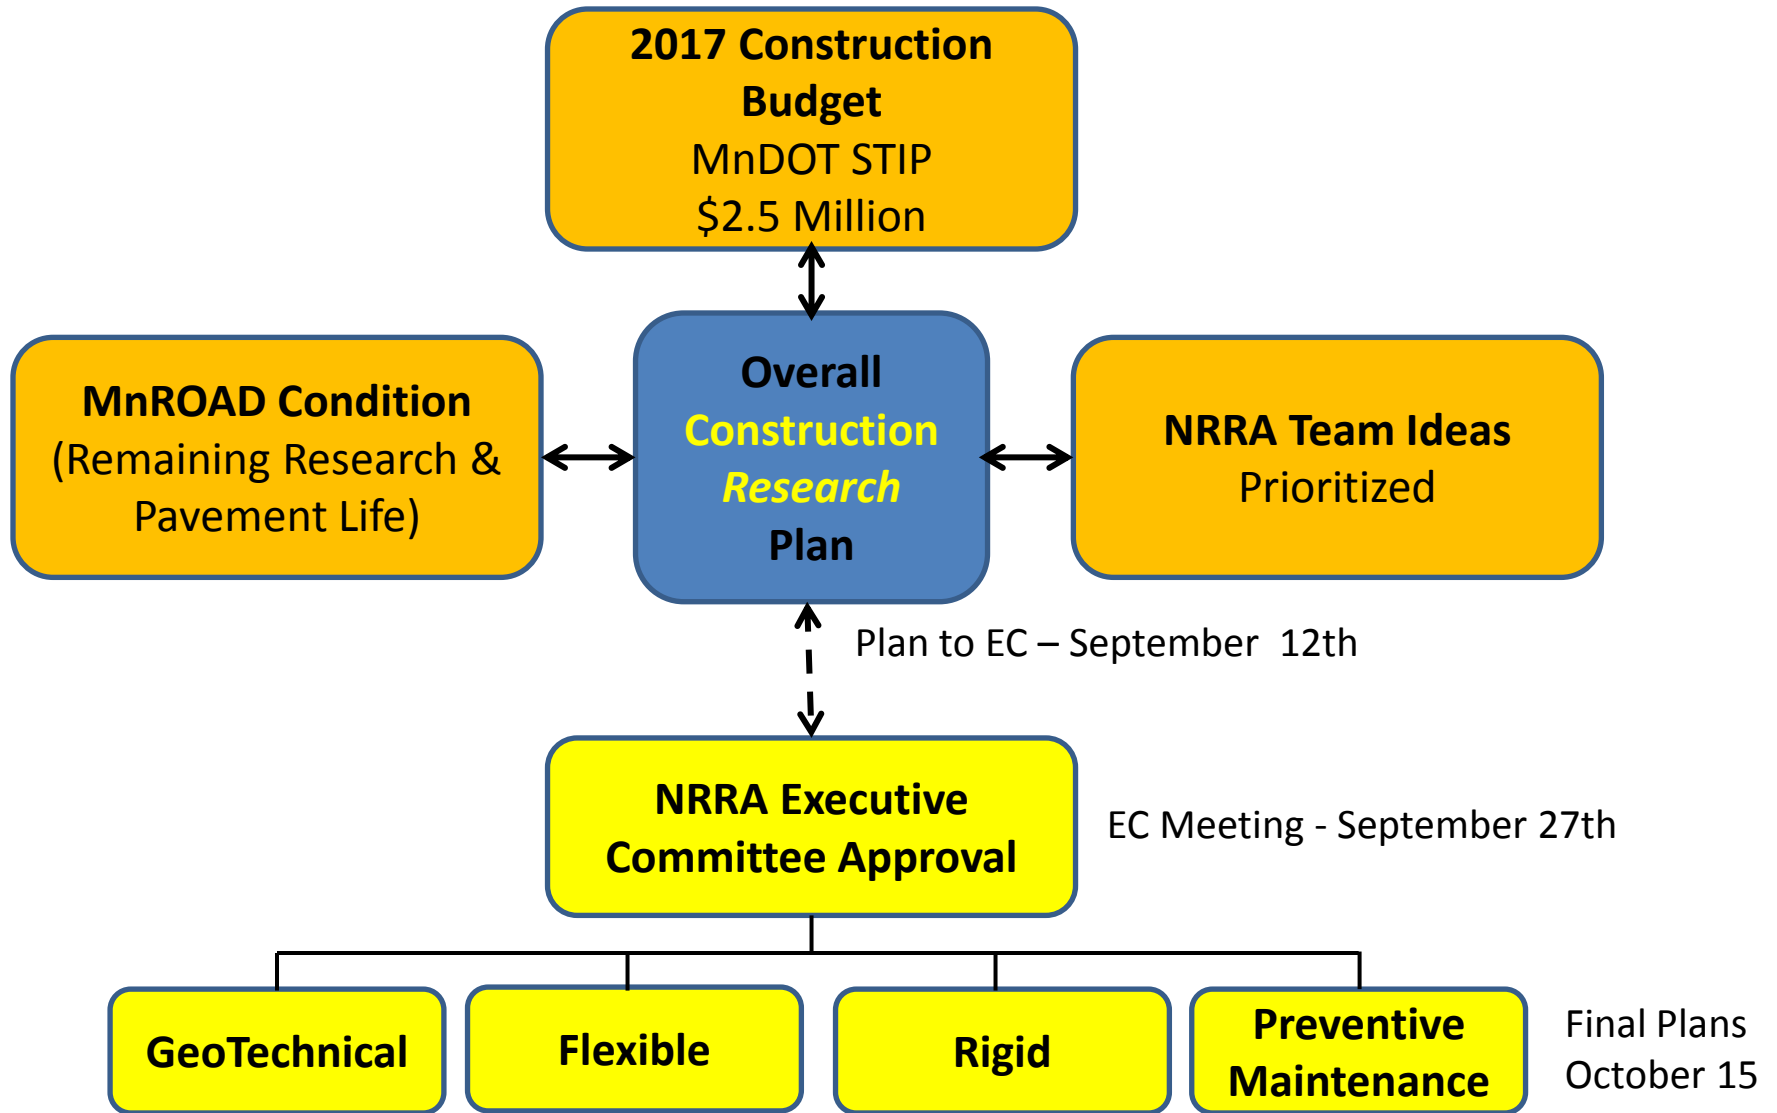 2017 Construction
Budget
MnDOT STIP
$2.5 Million
MnROAD Condition
(Remaining Research &
Pavement Life)
Overall
Construction
Research
Plan
NRRA Team Ideas
Prioritized
Plan to EC – September  12th
NRRA Executive
Committee Approval
EC Meeting - September 27th
GeoTechnical
Flexible
Rigid
Preventive
Maintenance
Final Plans
October 15